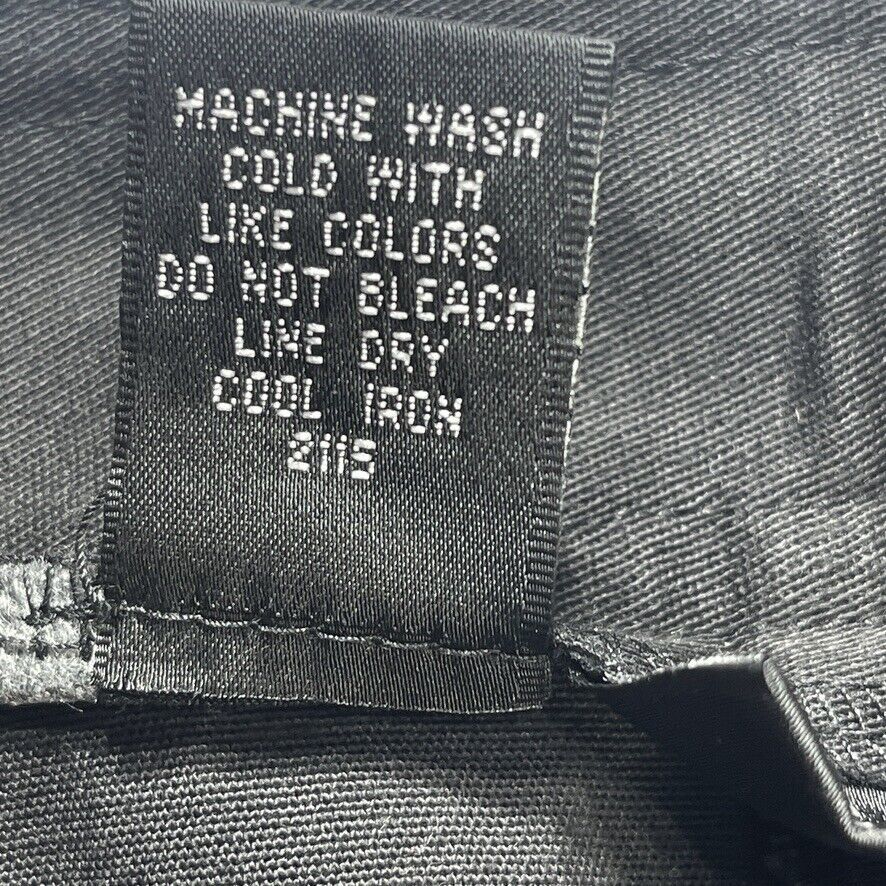 MACHINE WASH
COLD WITH
LIKE COLORS
DO NOT BLEACH
LINE DRY
COOL IRON
2115